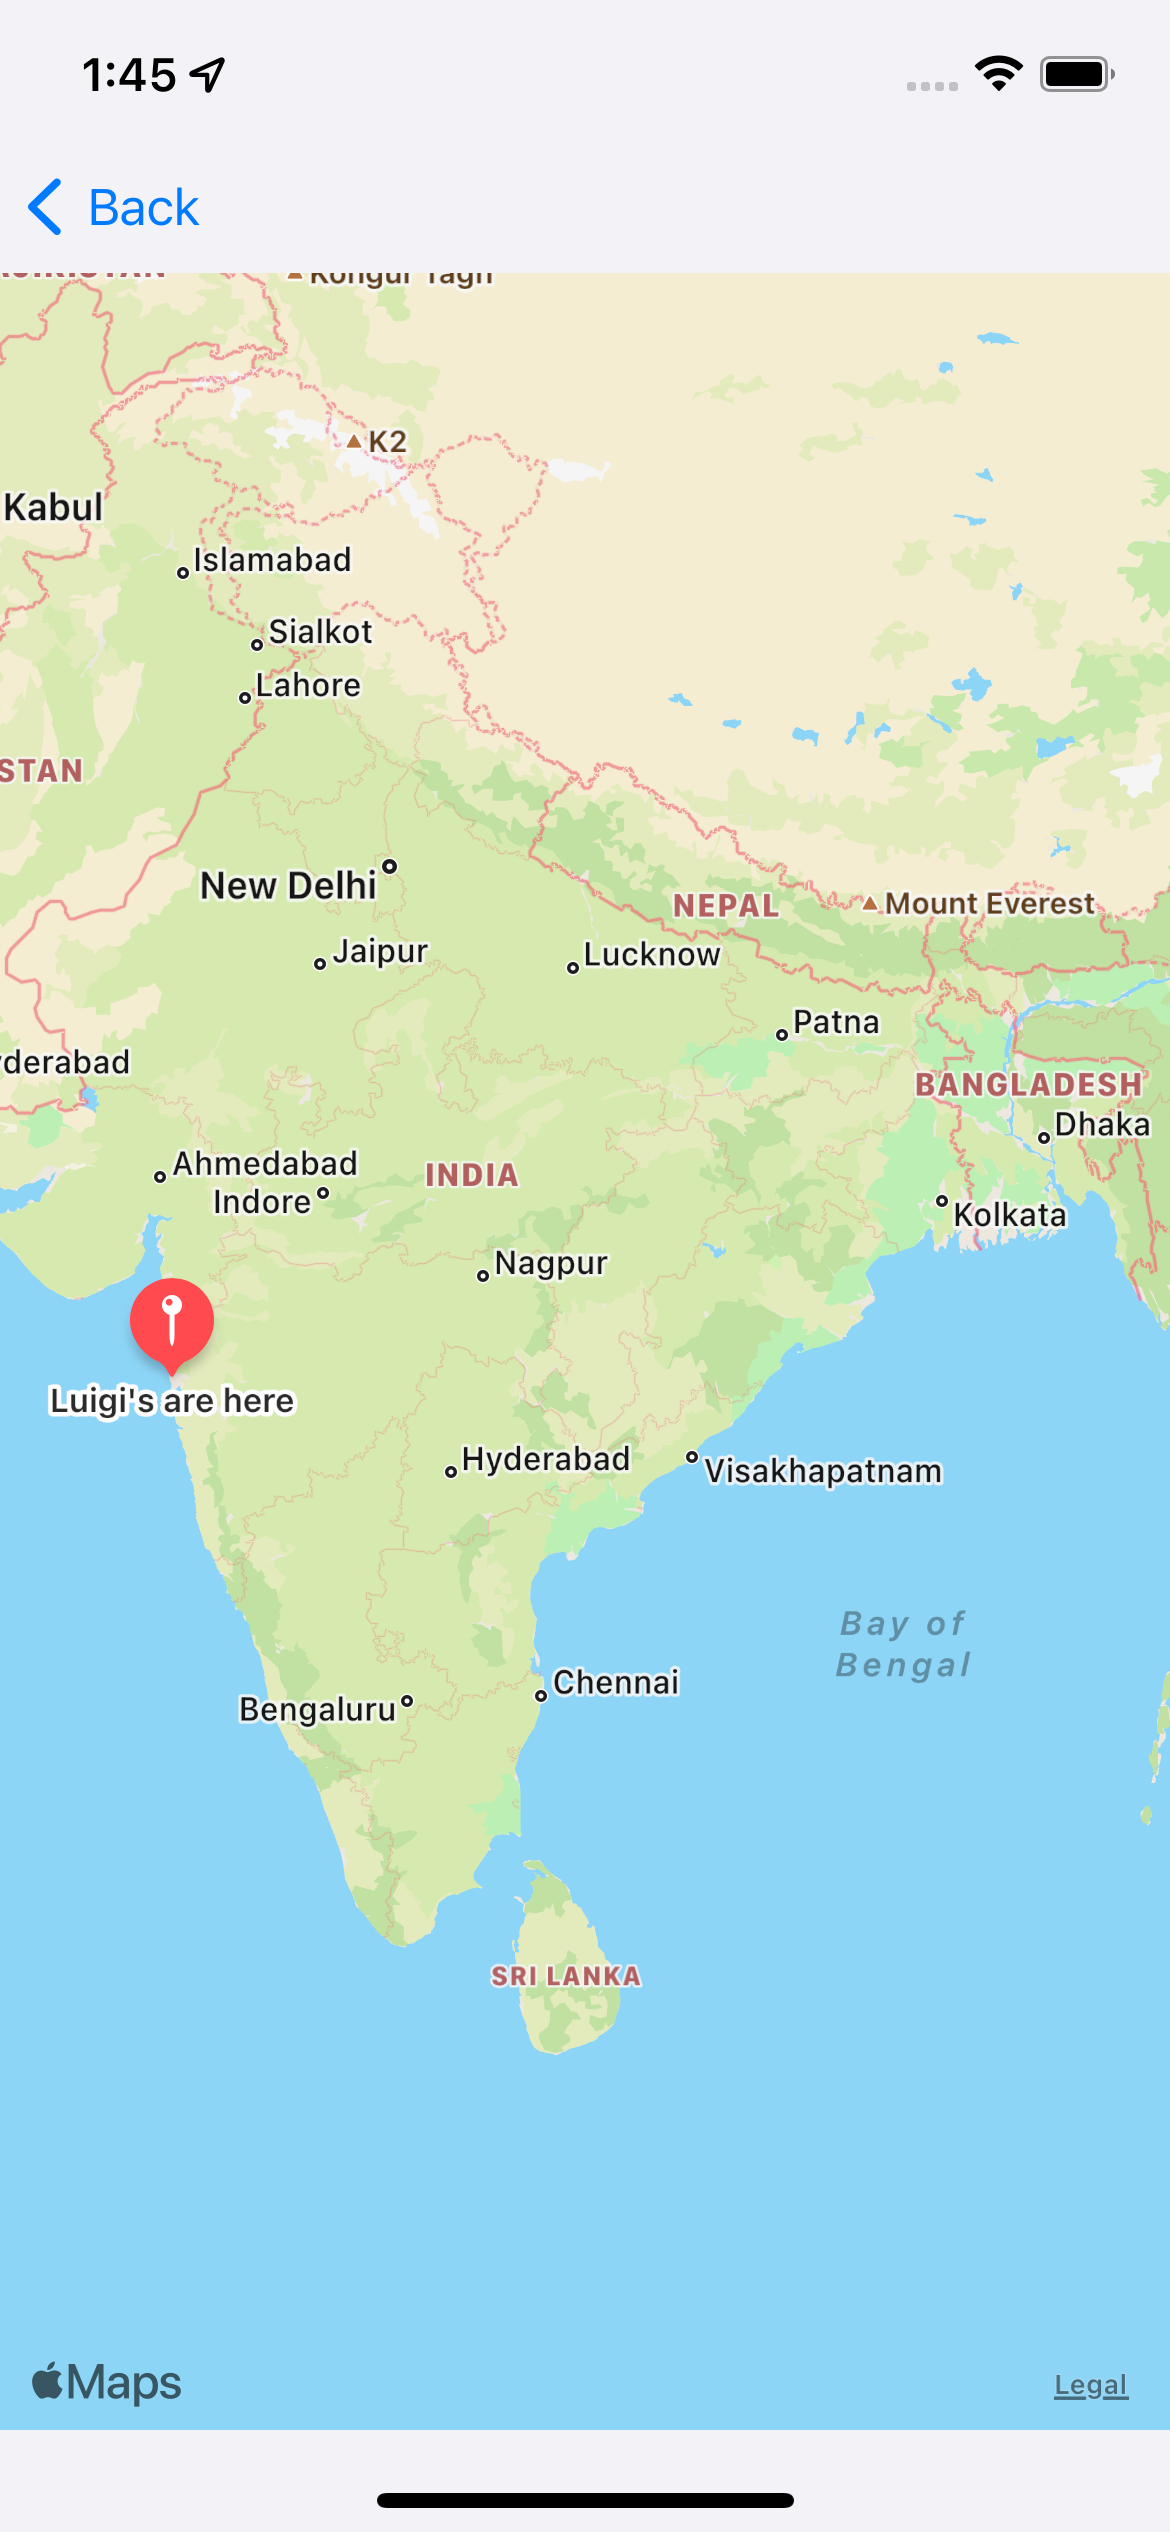 1:45
Back
Kongur Tagh
K2
Kabul
Islamabad
Sialkot
Lahore
STAN
New Delhi
NEPAL
Mount Everest
Jaipur
Lucknow
Patna
yderabad
BANGLADESH
Dhaka
Ahmedabad
INDIA
Indore
Kolkata
Nagpur
Luigi's are here
Hyderabad
Visakhapatnam
Bay of
Bengal
Chennai
Bengaluru
SRI LANKA
Maps
Legal